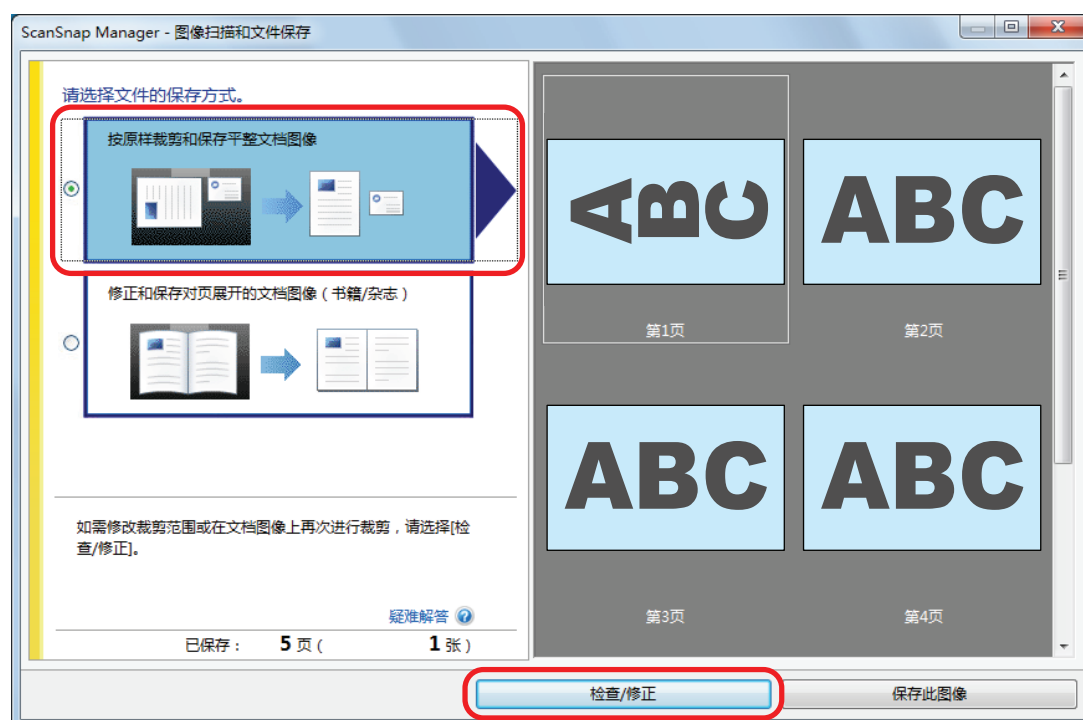 ScanSnap Manager - 图像扫描和文件保存
请选择文件的保存方式。
按原样裁剪和保存平整文档图像
修正和保存对页展开的文档图像 ( 书籍/杂志 )
如需修改裁剪范围或在文档图像上再次进行裁剪，请选择[检
查/修正]。
疑难解答
已保存： 5 页 ( 1 张 )
ABC
ABC
第1页
第2页
ABC
ABC
第3页
第4页
检查/修正
保存此图像